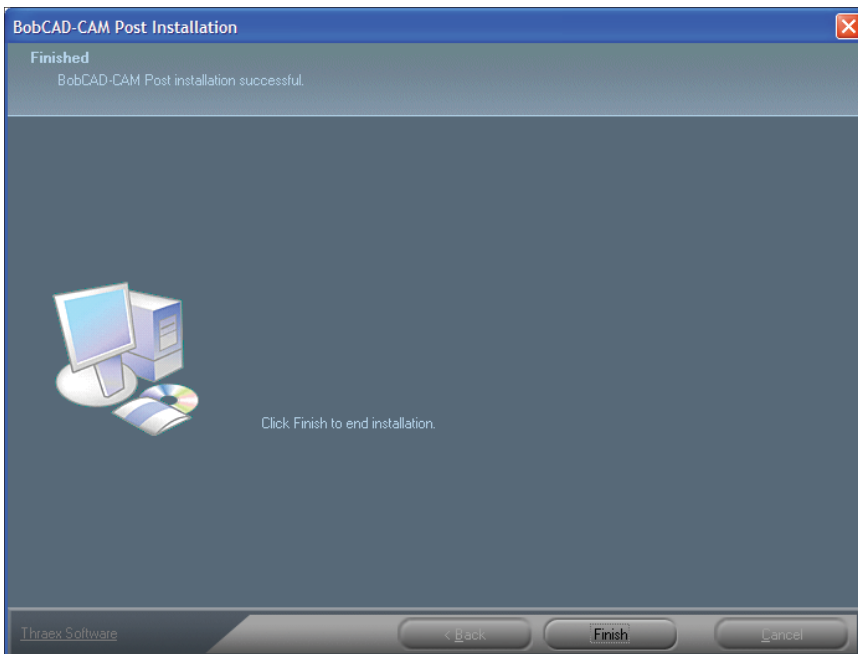 BobCAD-CAM Post Installation
Finished
BobCAD-CAM Post installation successful.
Click Finish to end installation.
Thraex Software
< Back
Finish
Cancel